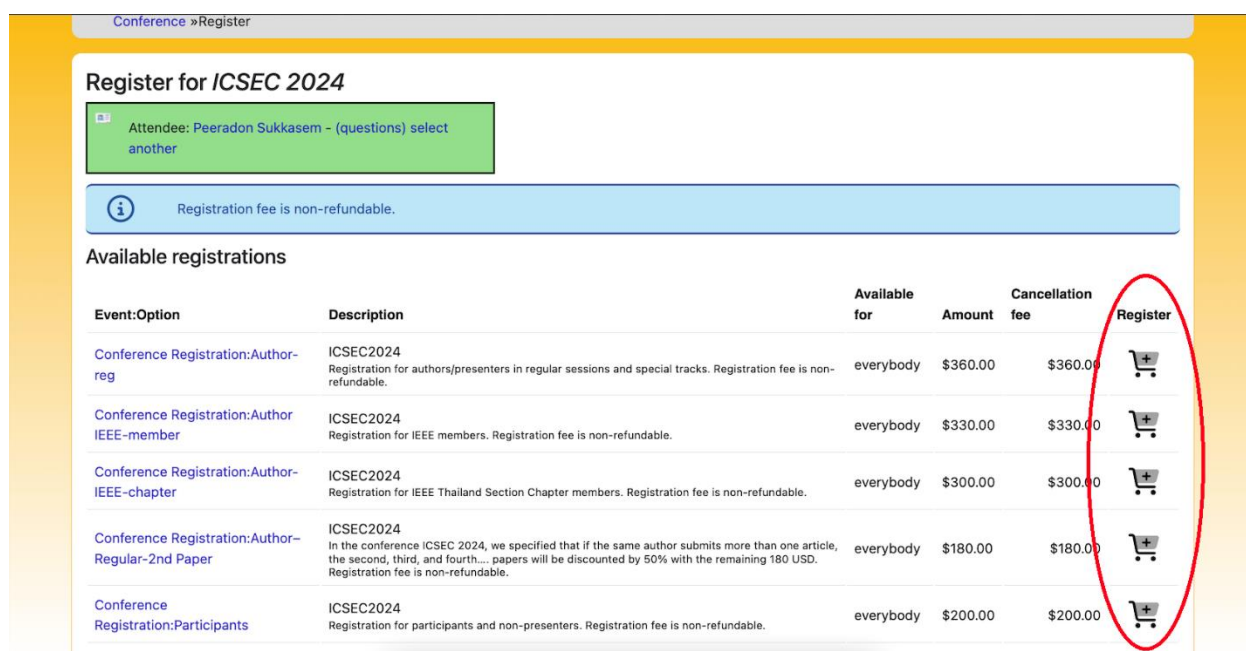 Conference »Register
Register for ICSEC 2024
Attendee: Peeradon Sukkasem - (questions) select
another
Registration fee is non-refundable.
Available registrations
Event:Option Description Available for Amount Cancellation fee Register
Conference Registration:Author-
reg
ICSEC2024
Registration for authors/presenters in regular sessions and special tracks. Registration fee is non-
refundable.
everybody $360.00 $360.00
Conference Registration:Author
IEEE-member
ICSEC2024
Registration for IEEE members. Registration fee is non-refundable.
everybody $330.00 $330.00
Conference Registration:Author-
IEEE-chapter
ICSEC2024
Registration for IEEE Thailand Section Chapter members. Registration fee is non-refundable.
everybody $300.00 $300.00
Conference Registration:Author–
Regular-2nd Paper
ICSEC2024
In the conference ICSEC 2024, we specified that if the same author submits more than one article,
the second, third, and fourth.... papers will be discounted by 50% with the remaining 180 USD.
Registration fee is non-refundable.
everybody $180.00 $180.00
Conference
Registration:Participants
ICSEC2024
Registration for participants and non-presenters. Registration fee is non-refundable.
everybody $200.00 $200.00